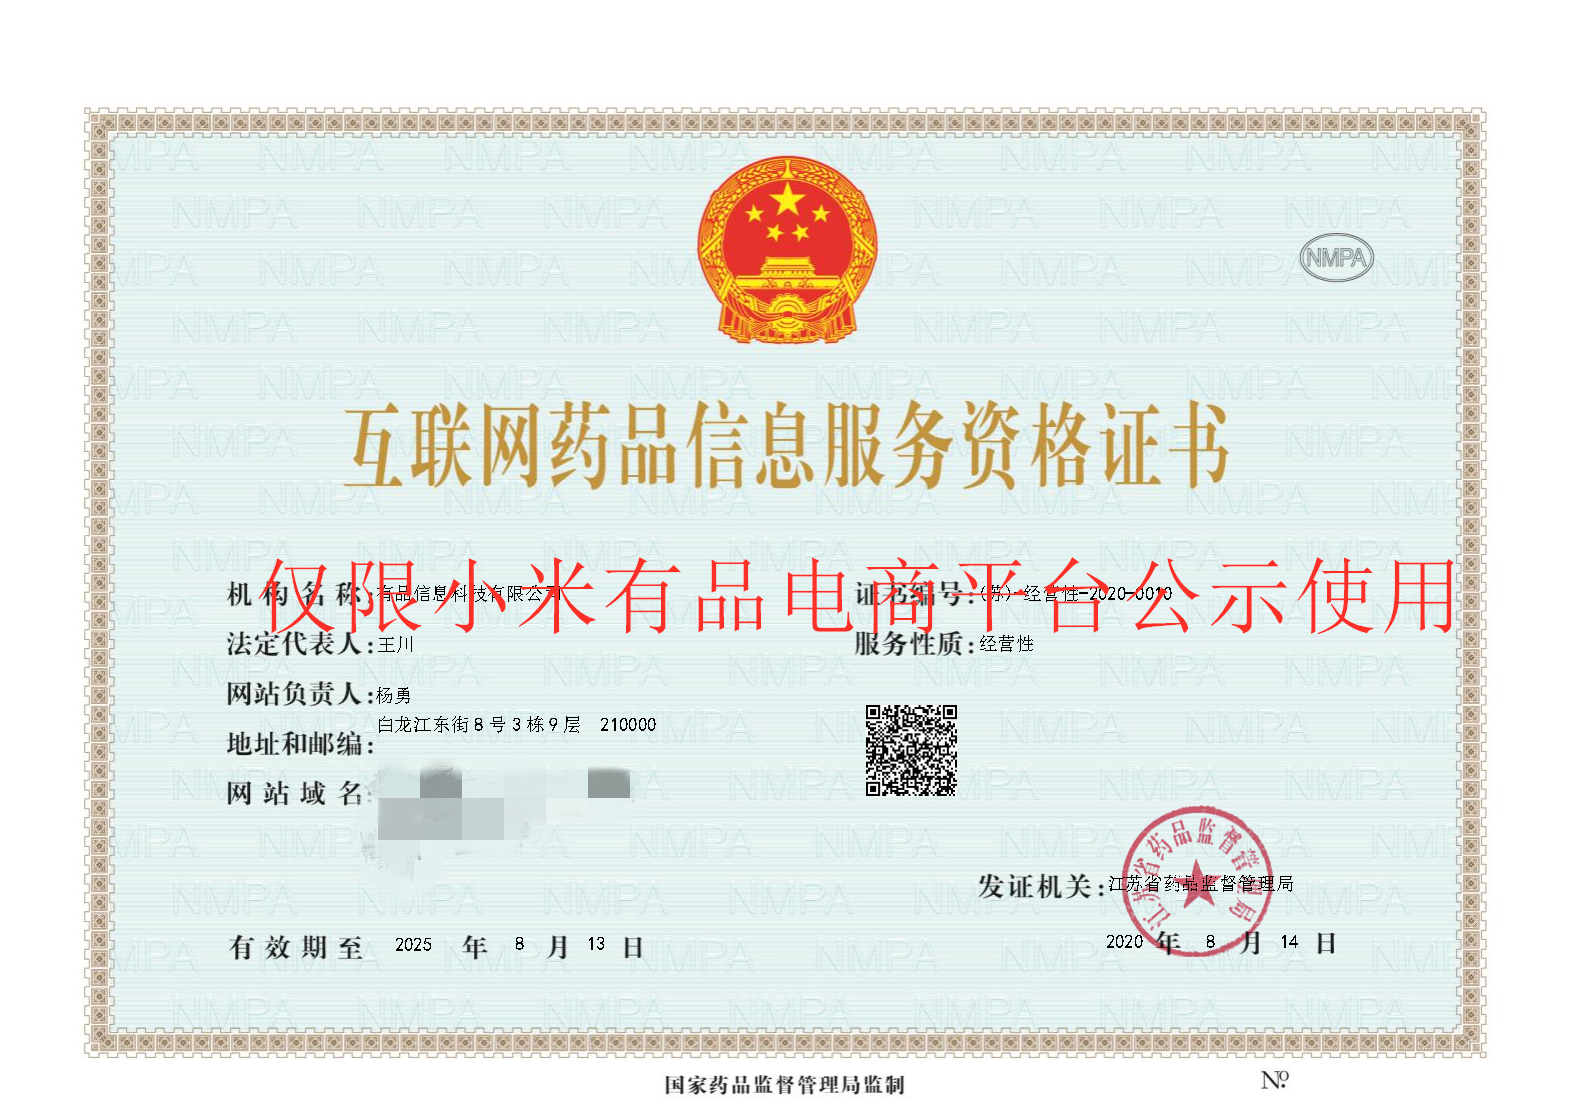 NMPA
互联网药品信息服务资格证书
仅限小米有品电商平台公示使用
机构名称:有品信息科技有限公司
证书编号:(苏)-经营性-2020-0010
法定代表人:王川
服务性质:经营性
网站负责人:杨勇
地址和邮编:白龙江东街8号3栋9层 210000
网站域名:
江苏省药品监督管理局
发证机关:江苏省药品监督管理局
有效期至 2025 年 8 月 13 日
2020 年 8 月 14 日
国家药品监督管理局监制
№